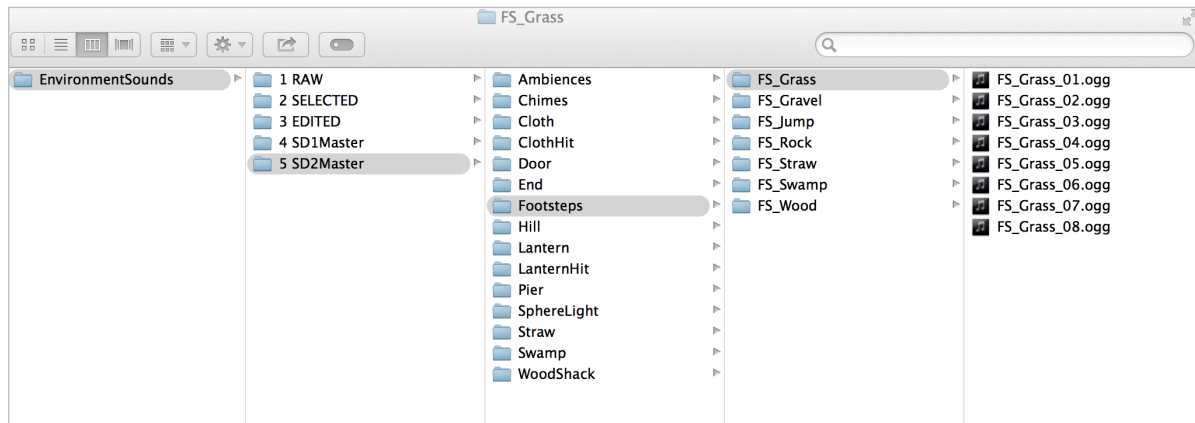 FS_Grass
EnvironmentSounds
1 RAW
2 SELECTED
3 EDITED
4 SD1Master
5 SD2Master
Ambiences
Chimes
Cloth
ClothHit
Door
End
Footsteps
Hill
Lantern
LanternHit
Pier
SphereLight
Straw
Swamp
WoodShack
FS_Grass
FS_Gravel
FS_Jump
FS_Rock
FS_Straw
FS_Swamp
FS_Wood
FS_Grass_01.ogg
FS_Grass_02.ogg
FS_Grass_03.ogg
FS_Grass_04.ogg
FS_Grass_05.ogg
FS_Grass_06.ogg
FS_Grass_07.ogg
FS_Grass_08.ogg